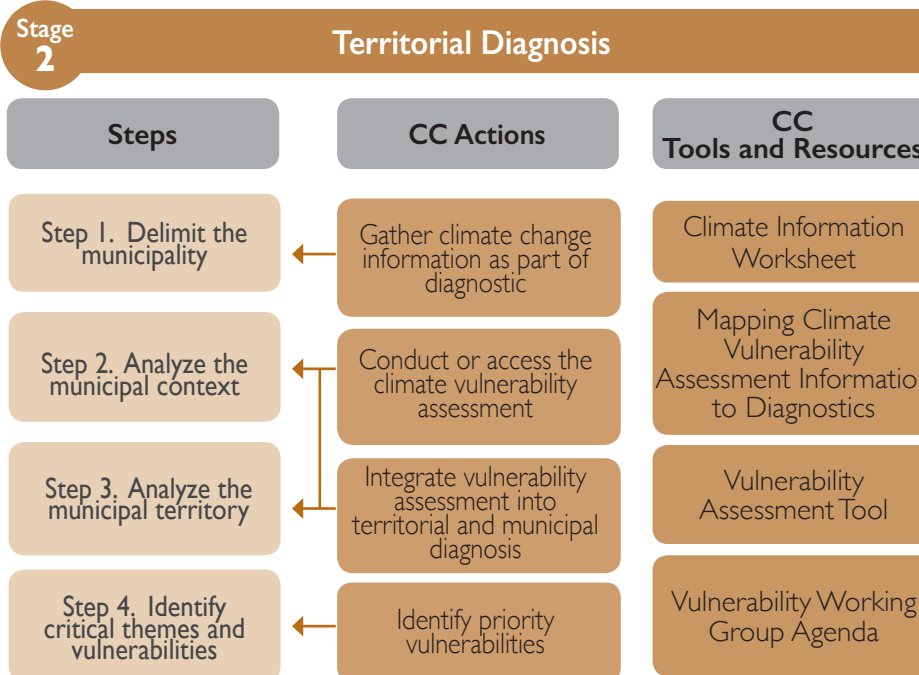 Stage
2
Territorial Diagnosis
Steps
CC Actions
CC
Tools and Resources
Step 1. Delimit the
municipality
Gather climate change
information as part of
diagnostic
Climate Information
Worksheet
Step 2. Analyze the
municipal context
Conduct or access the
climate vulnerability
assessment
Mapping Climate
Vulnerability
Assessment Informatio
to Diagnostics
Step 3. Analyze the
municipal territory
Integrate vulnerability
assessment into
territorial and municipal
diagnosis
Vulnerability
Assessment Tool
Step 4. Identify
critical themes and
vulnerabilities
Identify priority
vulnerabilities
Vulnerability Working
Group Agenda